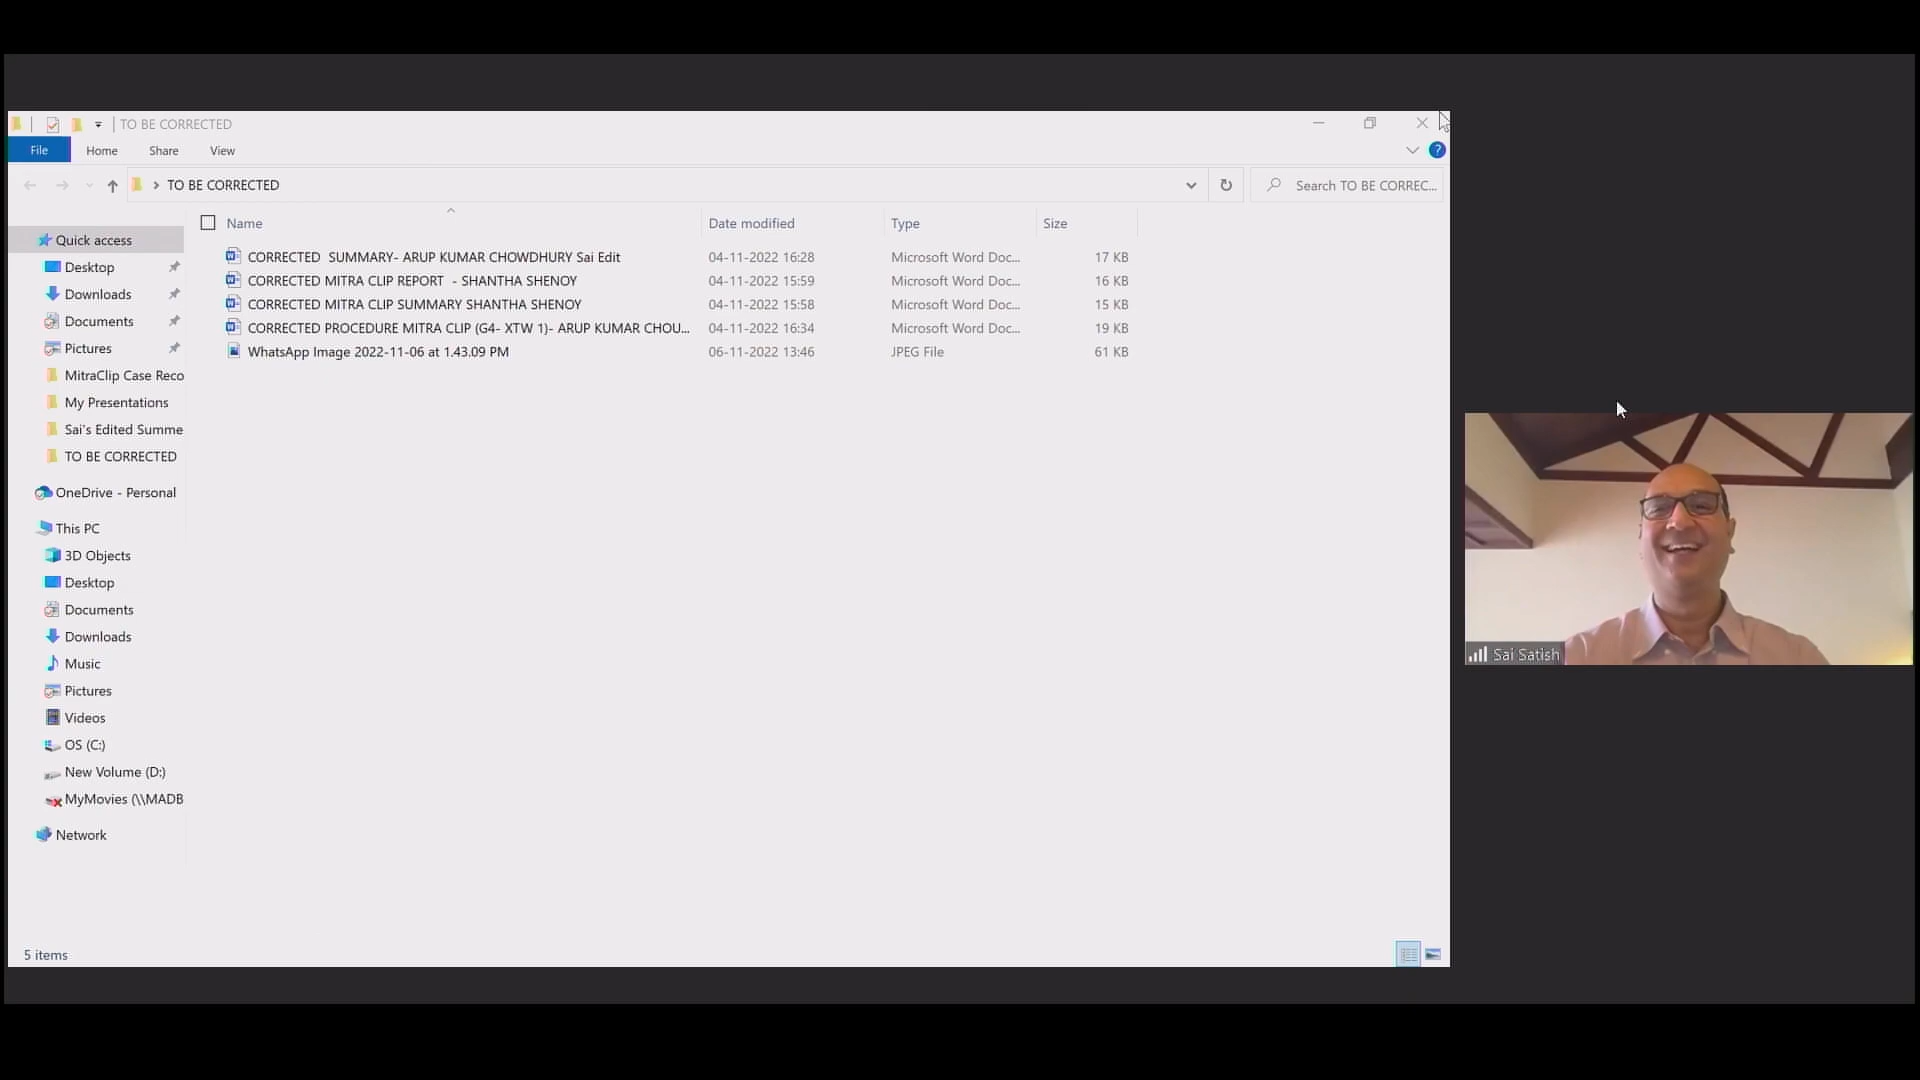 TO BE CORRECTED
File Home Share View
TO BE CORRECTED
Search TO BE CORREC...
Name Date modified Type Size
Quick access
Desktop
Downloads
Documents
Pictures
MitraClip Case Reco
My Presentations
Sai's Edited Summe
TO BE CORRECTED
OneDrive - Personal
This PC
3D Objects
Desktop
Documents
Downloads
Music
Pictures
Videos
OS (C:)
New Volume (D:)
MyMovies (\\MADB
Network
CORRECTED  SUMMARY- ARUP KUMAR CHOWDHURY Sai Edit 04-11-2022 16:28 Microsoft Word Doc... 17 KB
CORRECTED MITRA CLIP REPORT  - SHANTHA SHENOY 04-11-2022 15:59 Microsoft Word Doc... 16 KB
CORRECTED MITRA CLIP SUMMARY SHANTHA SHENOY 04-11-2022 15:58 Microsoft Word Doc... 15 KB
CORRECTED PROCEDURE MITRA CLIP (G4- XTW 1)- ARUP KUMAR CHOU... 04-11-2022 16:34 Microsoft Word Doc... 19 KB
WhatsApp Image 2022-11-06 at 1.43.09 PM 06-11-2022 13:46 JPEG File 61 KB
5 items
Sai Satish